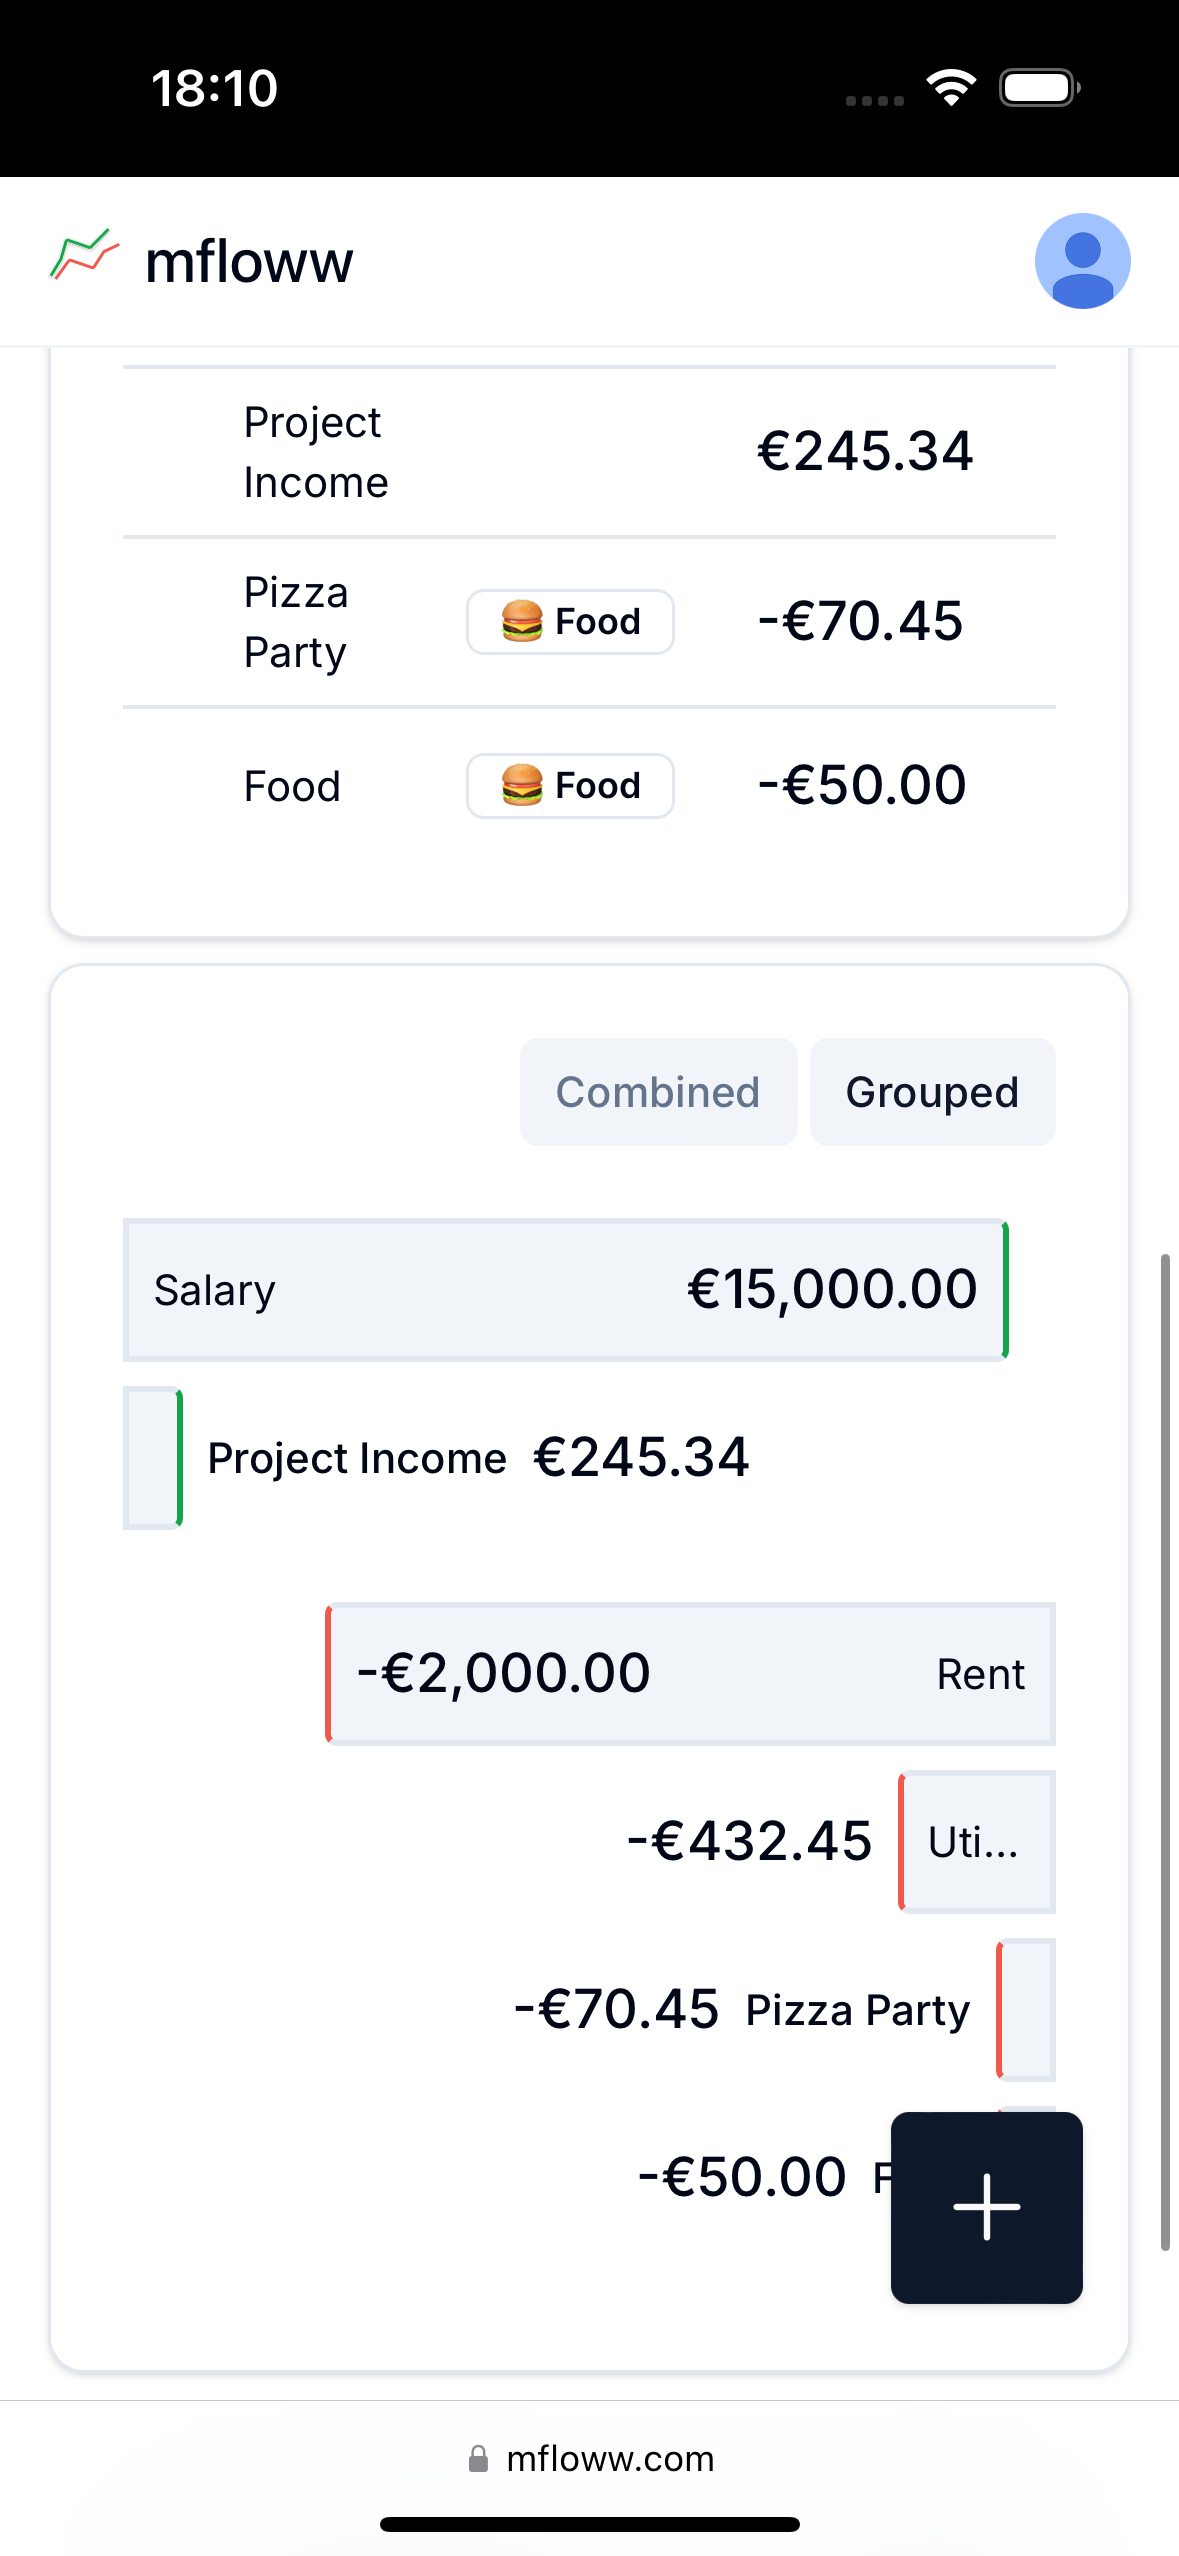 18:10
mfloww
Project
Income
€245.34
Pizza
Party
Food
-€70.45
Food
Food
-€50.00
Combined
Grouped
Salary
€15,000.00
Project Income €245.34
-€2,000.00
Rent
-€432.45
Uti...
-€70.45 Pizza Party
-€50.00
mfloww.com